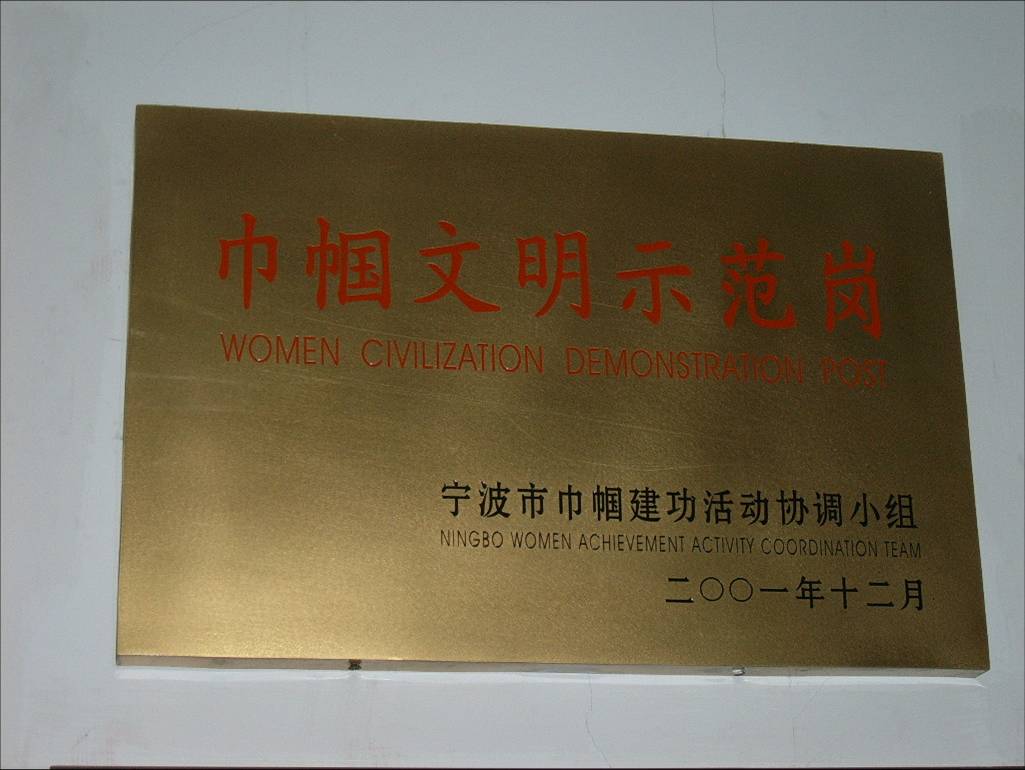 巾帼文明示范岗
WOMEN CIVILIZATION DEMONSTRATION POST
宁波市巾帼建功活动协调小组
NINGBO WOMEN ACHIEVEMENT ACTIVITY COORDINATION TEAM
二〇〇一年十二月